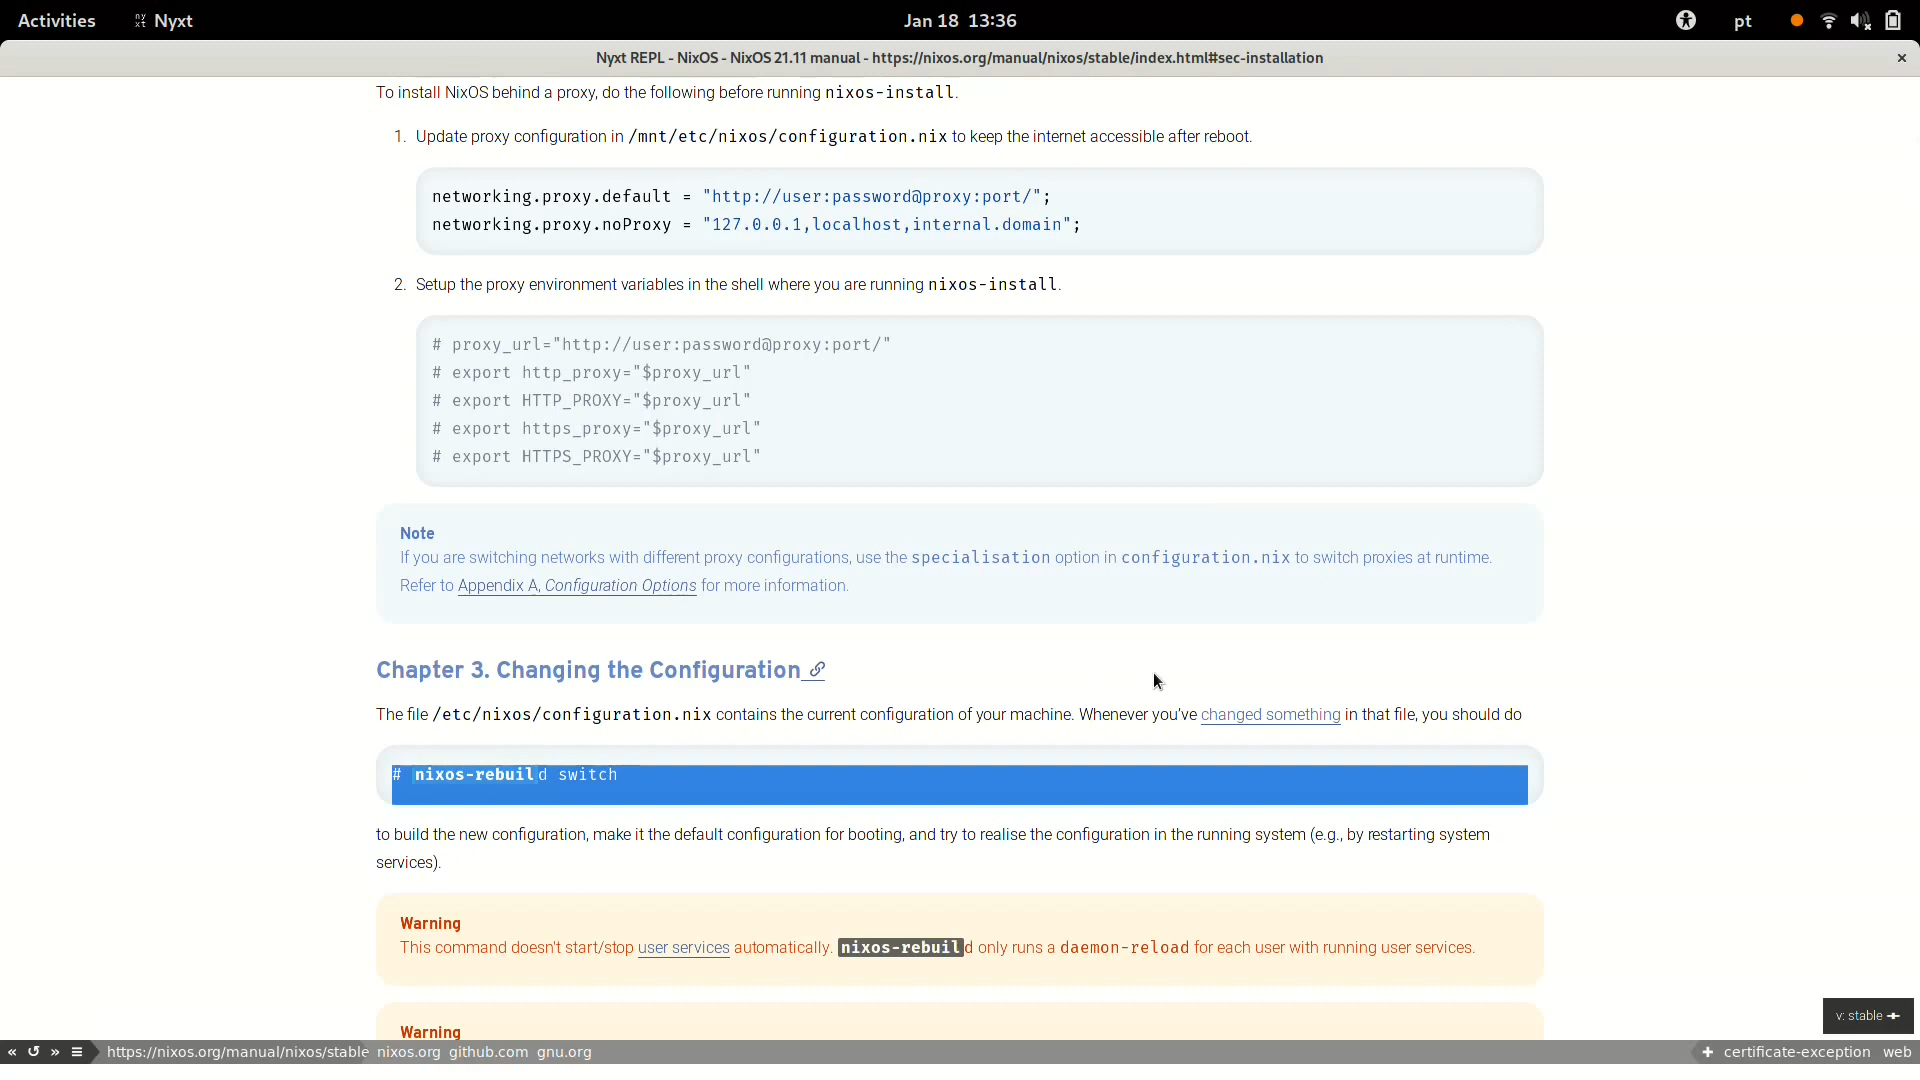 Activities Nyxt Jan 18 13:36 pt
Nyxt REPL - NixOS - NixOS 21.11 manual - https://nixos.org/manual/nixos/stable/index.html#sec-installation ×
To install NixOS behind a proxy, do the following before running nixos-install.
1. Update proxy configuration in /mnt/etc/nixos/configuration.nix to keep the internet accessible after reboot.
networking.proxy.default = "http://user:password@proxy:port/";
networking.proxy.noProxy = "127.0.0.1,localhost,internal.domain";
2. Setup the proxy environment variables in the shell where you are running nixos-install.
# proxy_url="http://user:password@proxy:port/"
# export http_proxy="$proxy_url"
# export HTTP_PROXY="$proxy_url"
# export https_proxy="$proxy_url"
# export HTTPS_PROXY="$proxy_url"
Note
If you are switching networks with different proxy configurations, use the specialisation option in configuration.nix to switch proxies at runtime.
Refer to Appendix A, Configuration Options for more information.
Chapter 3. Changing the Configuration
The file /etc/nixos/configuration.nix contains the current configuration of your machine. Whenever you've changed something in that file, you should do
# nixos-rebuild switch
to build the new configuration, make it the default configuration for booting, and try to realise the configuration in the running system (e.g., by restarting system
services).
Warning
This command doesn't start/stop user services automatically. nixos-rebuild only runs a daemon-reload for each user with running user services.
Warning
v: stable
« ↺ » ≡ https://nixos.org/manual/nixos/stable nixos.org github.com gnu.org + certificate-exception web